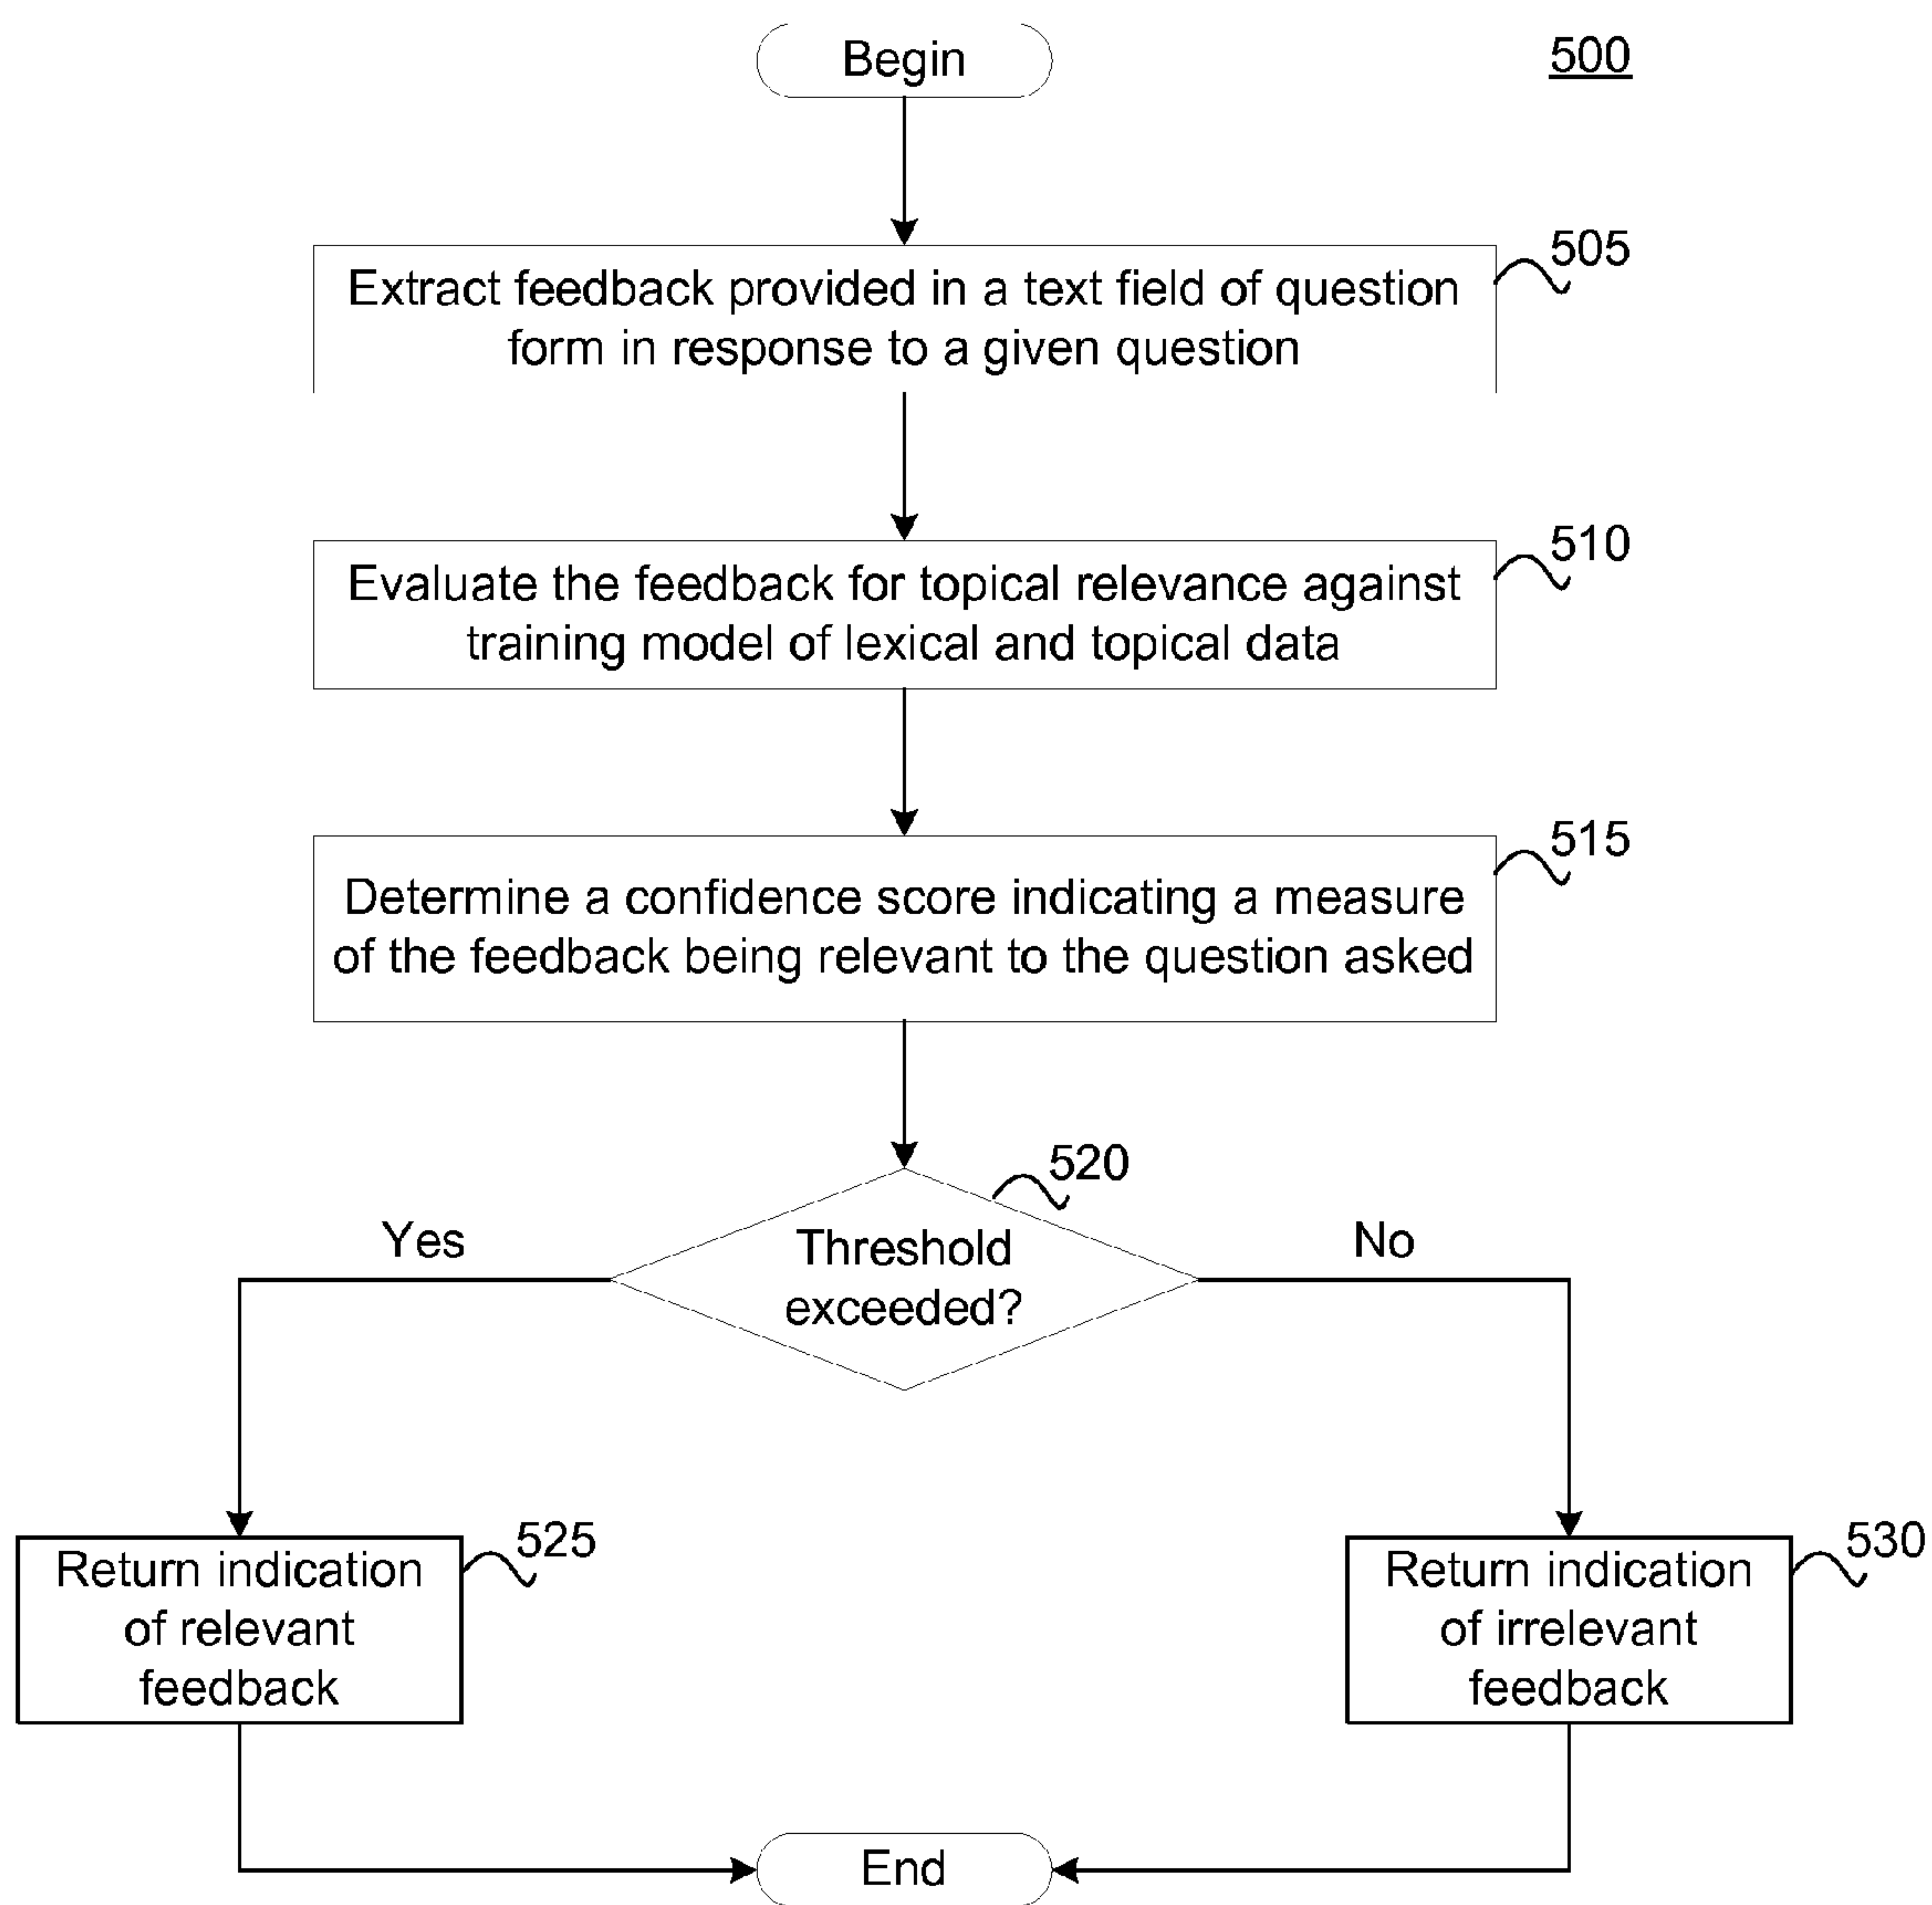 Begin
500
505
Extract feedback provided in a text field of question
form in response to a given question
510
Evaluate the feedback for topical relevance against
training model of lexical and topical data
515
Determine a confidence score indicating a measure
of the feedback being relevant to the question asked
520
Yes
Threshold
exceeded?
No
525
Return indication
of relevant
feedback
530
Return indication
of irrelevant
feedback
End